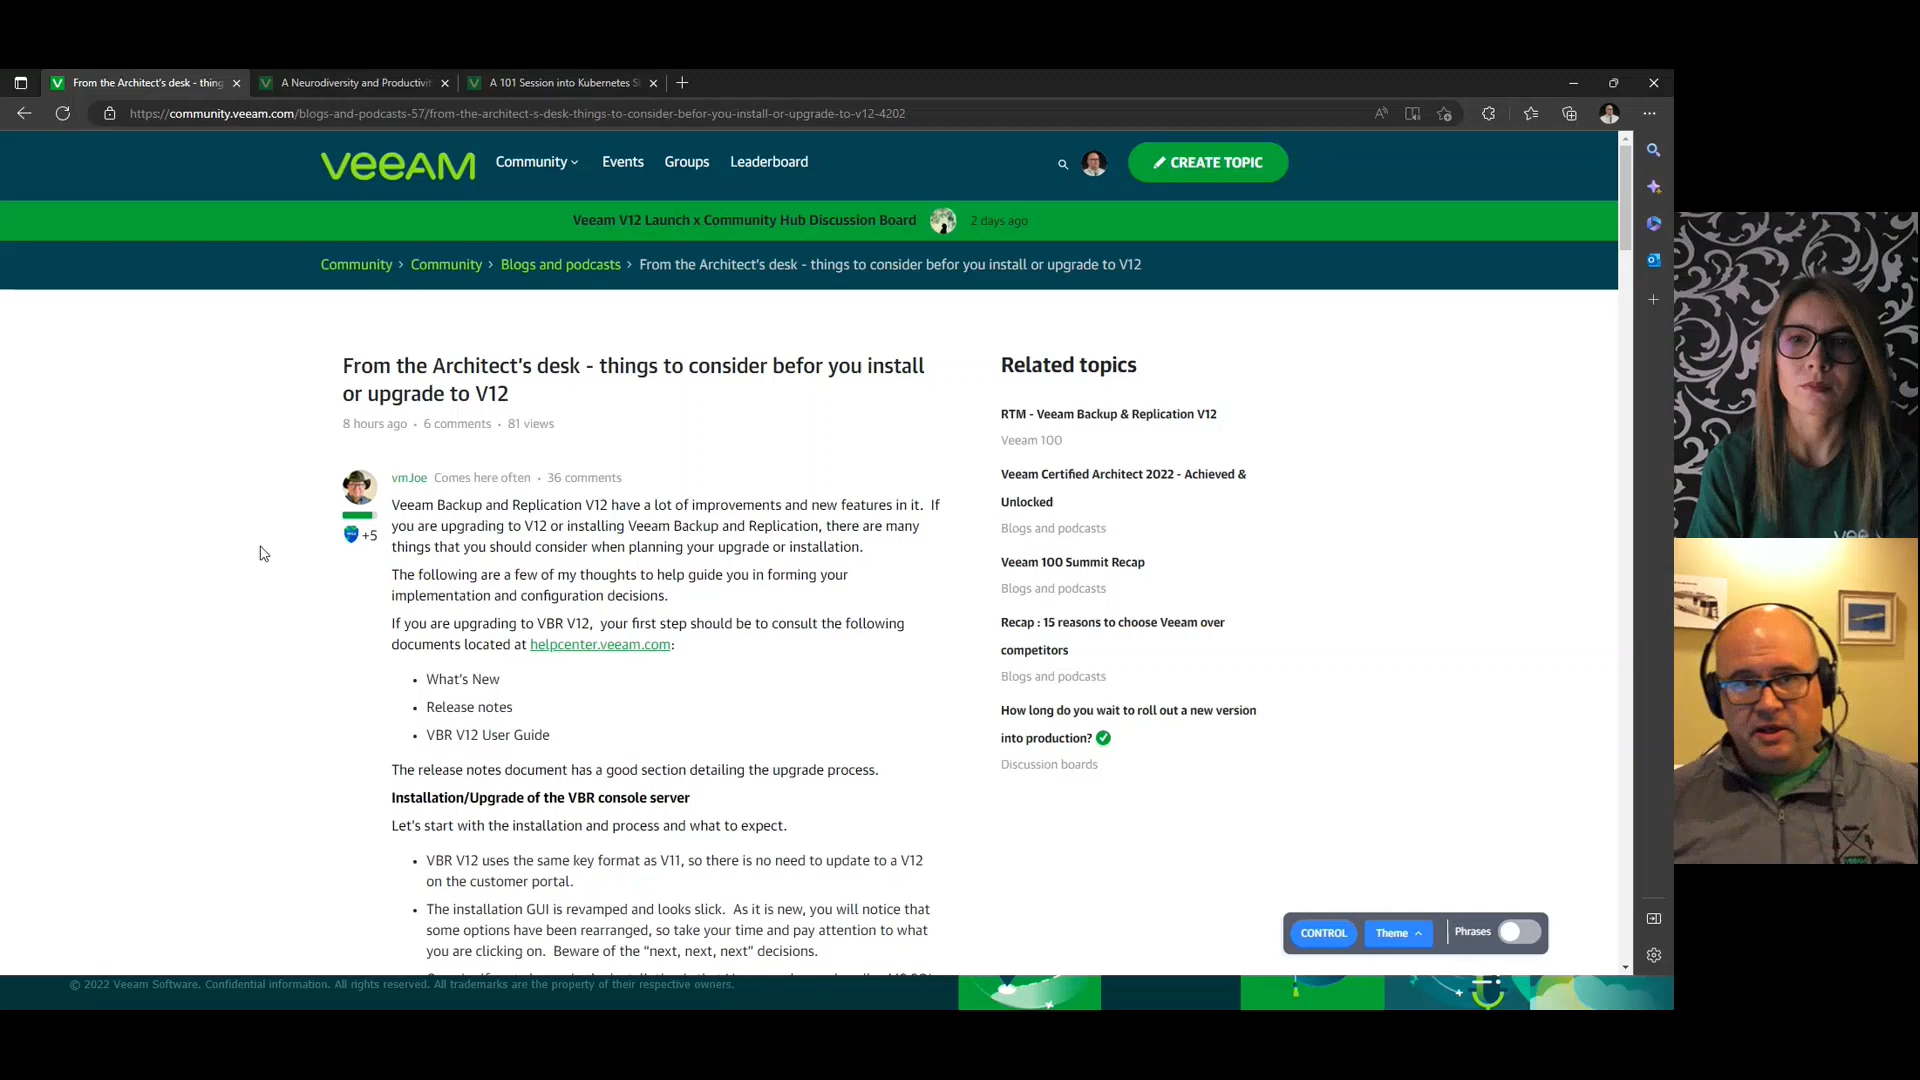 From the Architect's desk - thing
A Neurodiversity and Productivit
A 101 Session into Kubernetes S
https://community.veeam.com/blogs-and-podcasts-57/from-the-architect-s-desk-things-to-consider-befor-you-install-or-upgrade-to-v12-4202
veeAM
Community
Events
Groups
Leaderboard
CREATE TOPIC
Veeam V12 Launch x Community Hub Discussion Board
2 days ago
Community › Community › Blogs and podcasts › From the Architect's desk - things to consider befor you install or upgrade to V12
From the Architect's desk - things to consider befor you install
or upgrade to V12
8 hours ago • 6 comments • 81 views
vmJoe Comes here often • 36 comments
+5
Veeam Backup and Replication V12 have a lot of improvements and new features in it. If
you are upgrading to V12 or installing Veeam Backup and Replication, there are many
things that you should consider when planning your upgrade or installation.
The following are a few of my thoughts to help guide you in forming your
implementation and configuration decisions.
If you are upgrading to VBR V12, your first step should be to consult the following
documents located at helpcenter.veeam.com:
• What's New
• Release notes
• VBR V12 User Guide
The release notes document has a good section detailing the upgrade process.
Installation/Upgrade of the VBR console server
Let's start with the installation and process and what to expect.
• VBR V12 uses the same key format as V11, so there is no need to update to a V12
on the customer portal.
• The installation GUI is revamped and looks slick. As it is new, you will notice that
some options have been rearranged, so take your time and pay attention to what
you are clicking on. Beware of the "next, next, next" decisions.
Related topics
RTM - Veeam Backup & Replication V12
Veeam 100
Veeam Certified Architect 2022 - Achieved &
Unlocked
Blogs and podcasts
Veeam 100 Summit Recap
Blogs and podcasts
Recap : 15 reasons to choose Veeam over
competitors
Blogs and podcasts
How long do you wait to roll out a new version
into production?
Discussion boards
CONTROL
Theme
Phrases
© 2022 Veeam Software. Confidential information. All rights reserved. All trademarks are the property of their respective owners.